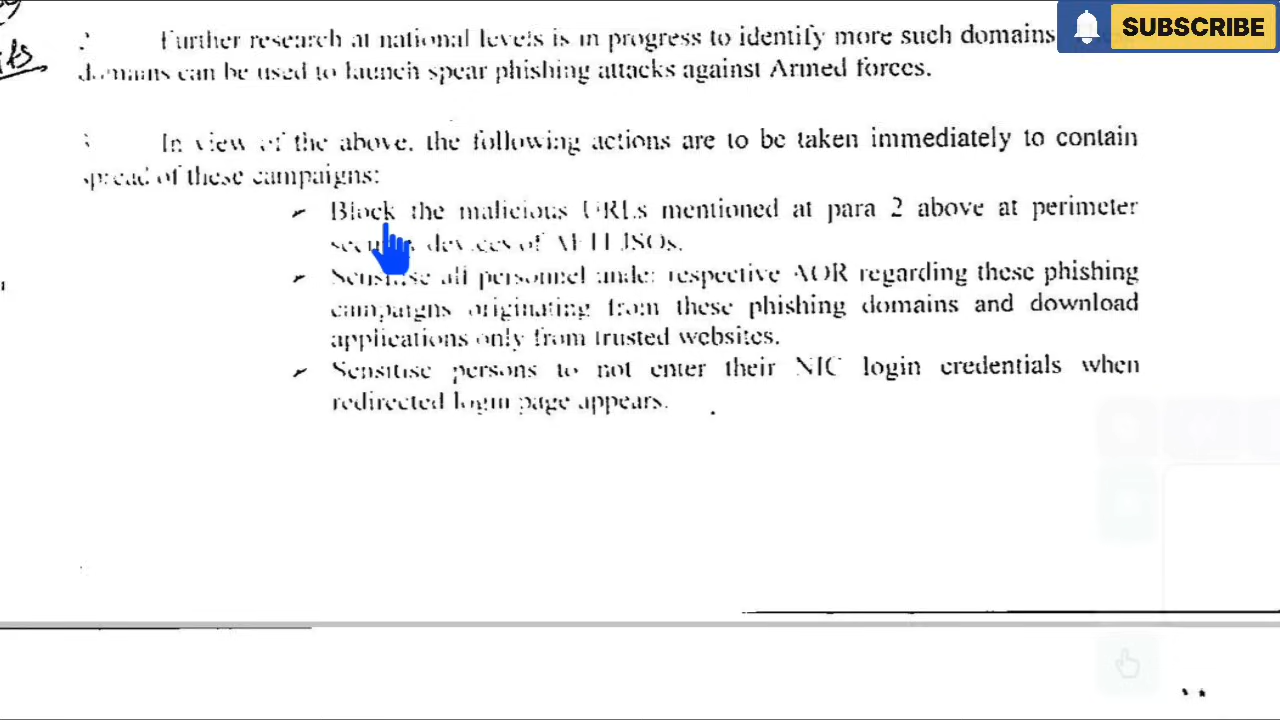 SUBSCRIBE
Further research at national levels is in progress to identify more such domains
domains can be used to launch spear phishing attacks against Armed forces.
In view of the above, the following actions are to be taken immediately to contain
spread of these campaigns:
Block the malicious URLs mentioned at para 2 above at perimeter
devices of
Sensitise all personnel under respective AOR regarding these phishing
campaigns originating from these phishing domains and download
applications only from trusted websites.
Sensitise persons to not enter their NIC login credentials when
redirected login page appears.